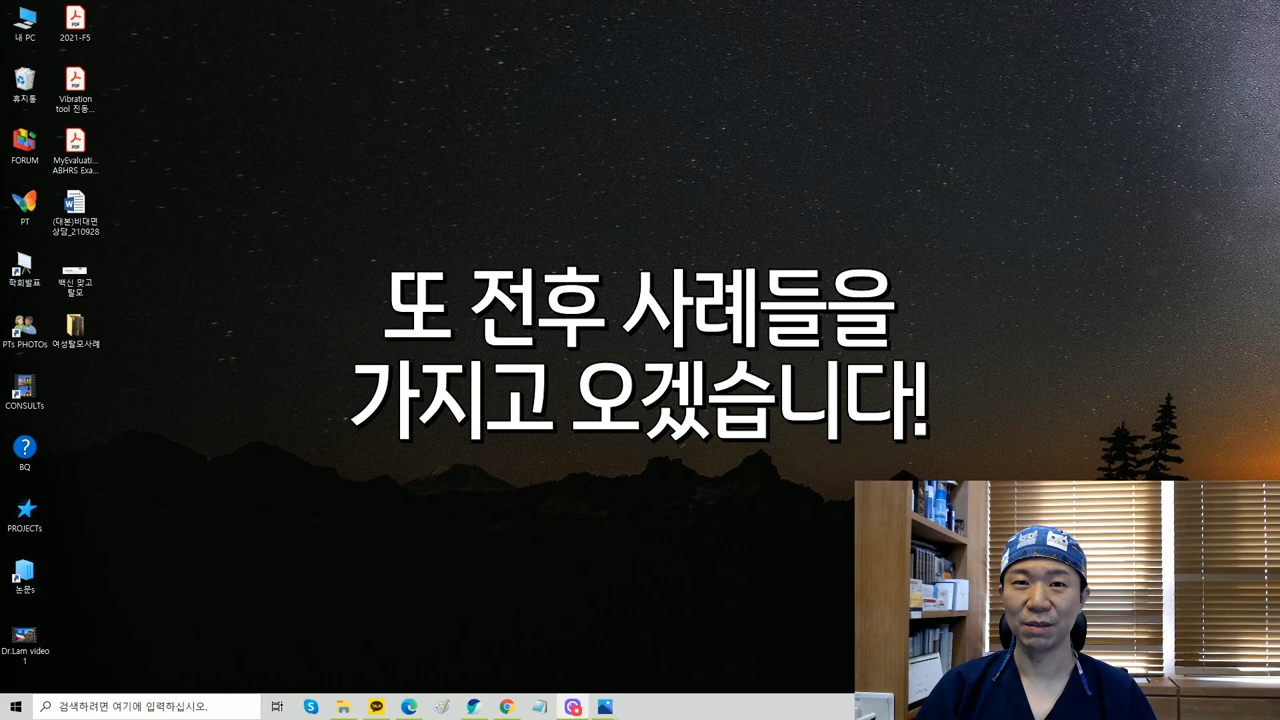 내 PC
2021-F5
휴지통
Vibration
tool 진동...
FORUM
MyEvaluati...
ABHRS Exa...
PT
(대본)비대면
상담_210928
학회발표
백신 맞고
탈모
PTs PHOTOs
여성탈모사례
CONSULTs
BQ
PROJECTs
논문s
Dr.Lam video
1
또 전후 사례들을
가지고 오겠습니다!
검색하려면 여기에 입력하십시오.